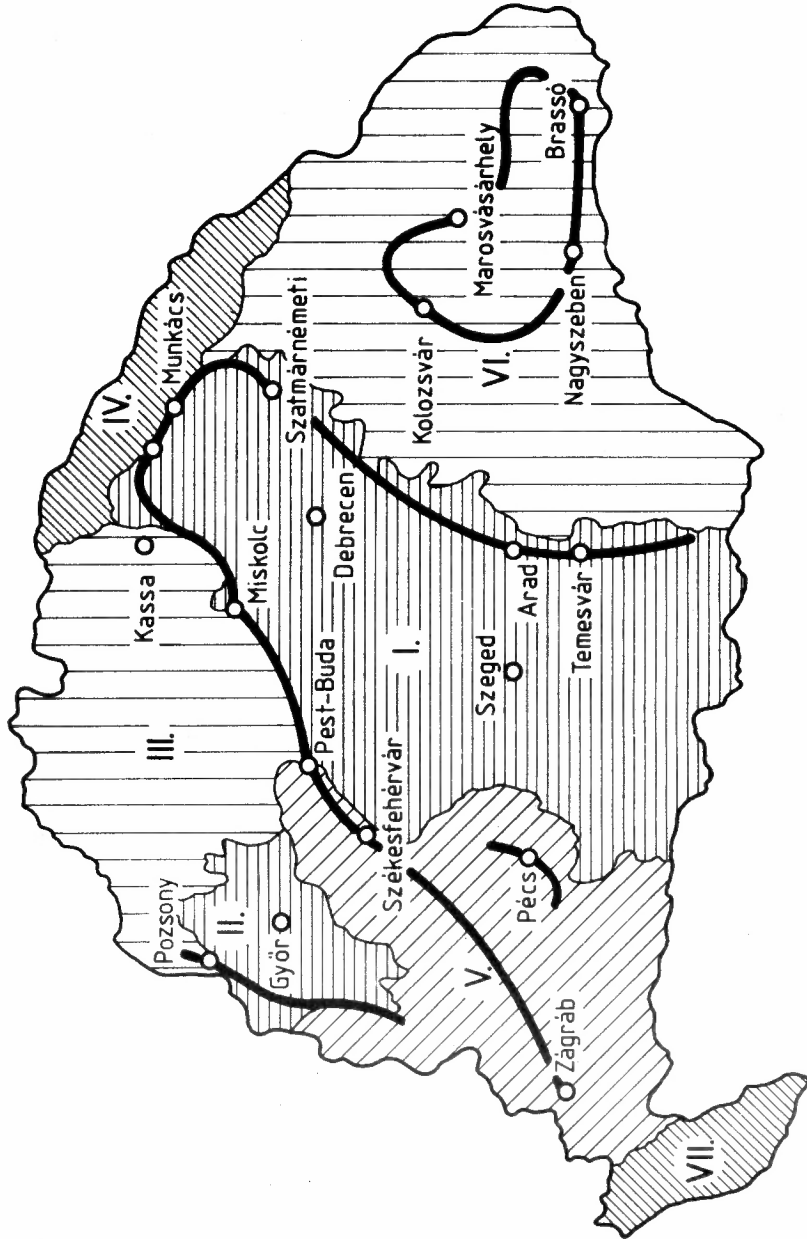 IV.
Munkács
Kassa
III.
Miskolc
Szatmárnémeti
Pozsony
II.
Győr
Pest-Buda
Debrecen
Székesfehérvár
I.
Kolozsvár
Marosvásárhely
VI.
Szeged
Arad
Pécs
V.
Temesvár
Nagyszeben
Brassó
Zágráb
VII.